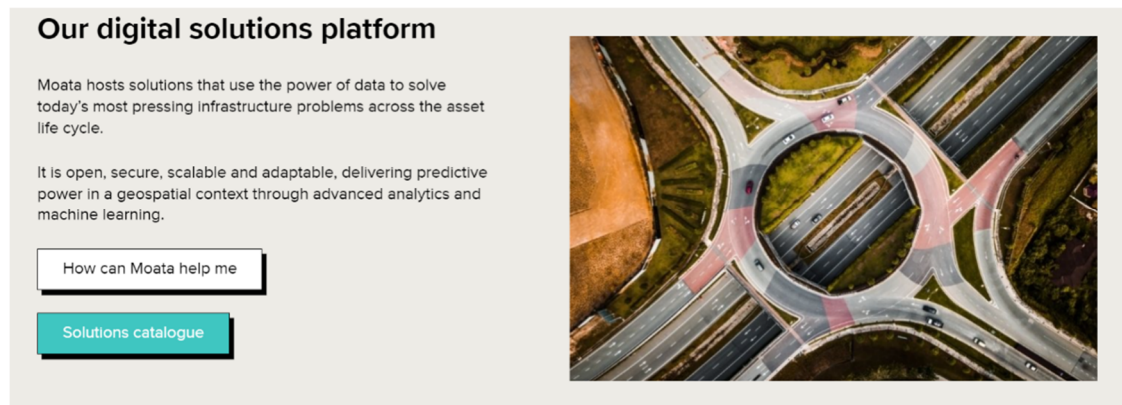 Our digital solutions platform
Moata hosts solutions that use the power of data to solve
today's most pressing infrastructure problems across the asset
life cycle.
It is open, secure, scalable and adaptable, delivering predictive
power in a geospatial context through advanced analytics and
machine learning.
How can Moata help me
Solutions catalogue